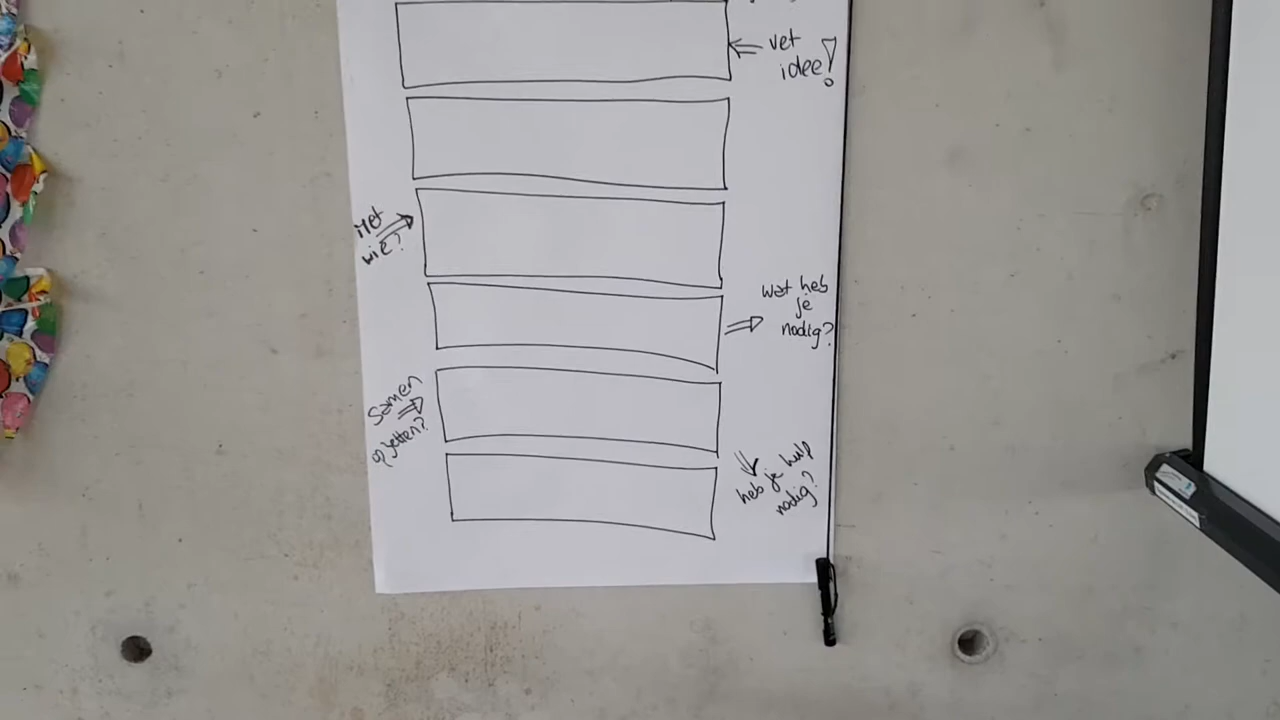 vet
idee!
Met
wie?
wat heb
je
nodig?
Samen
opzetten?
heb je hulp
nodig?